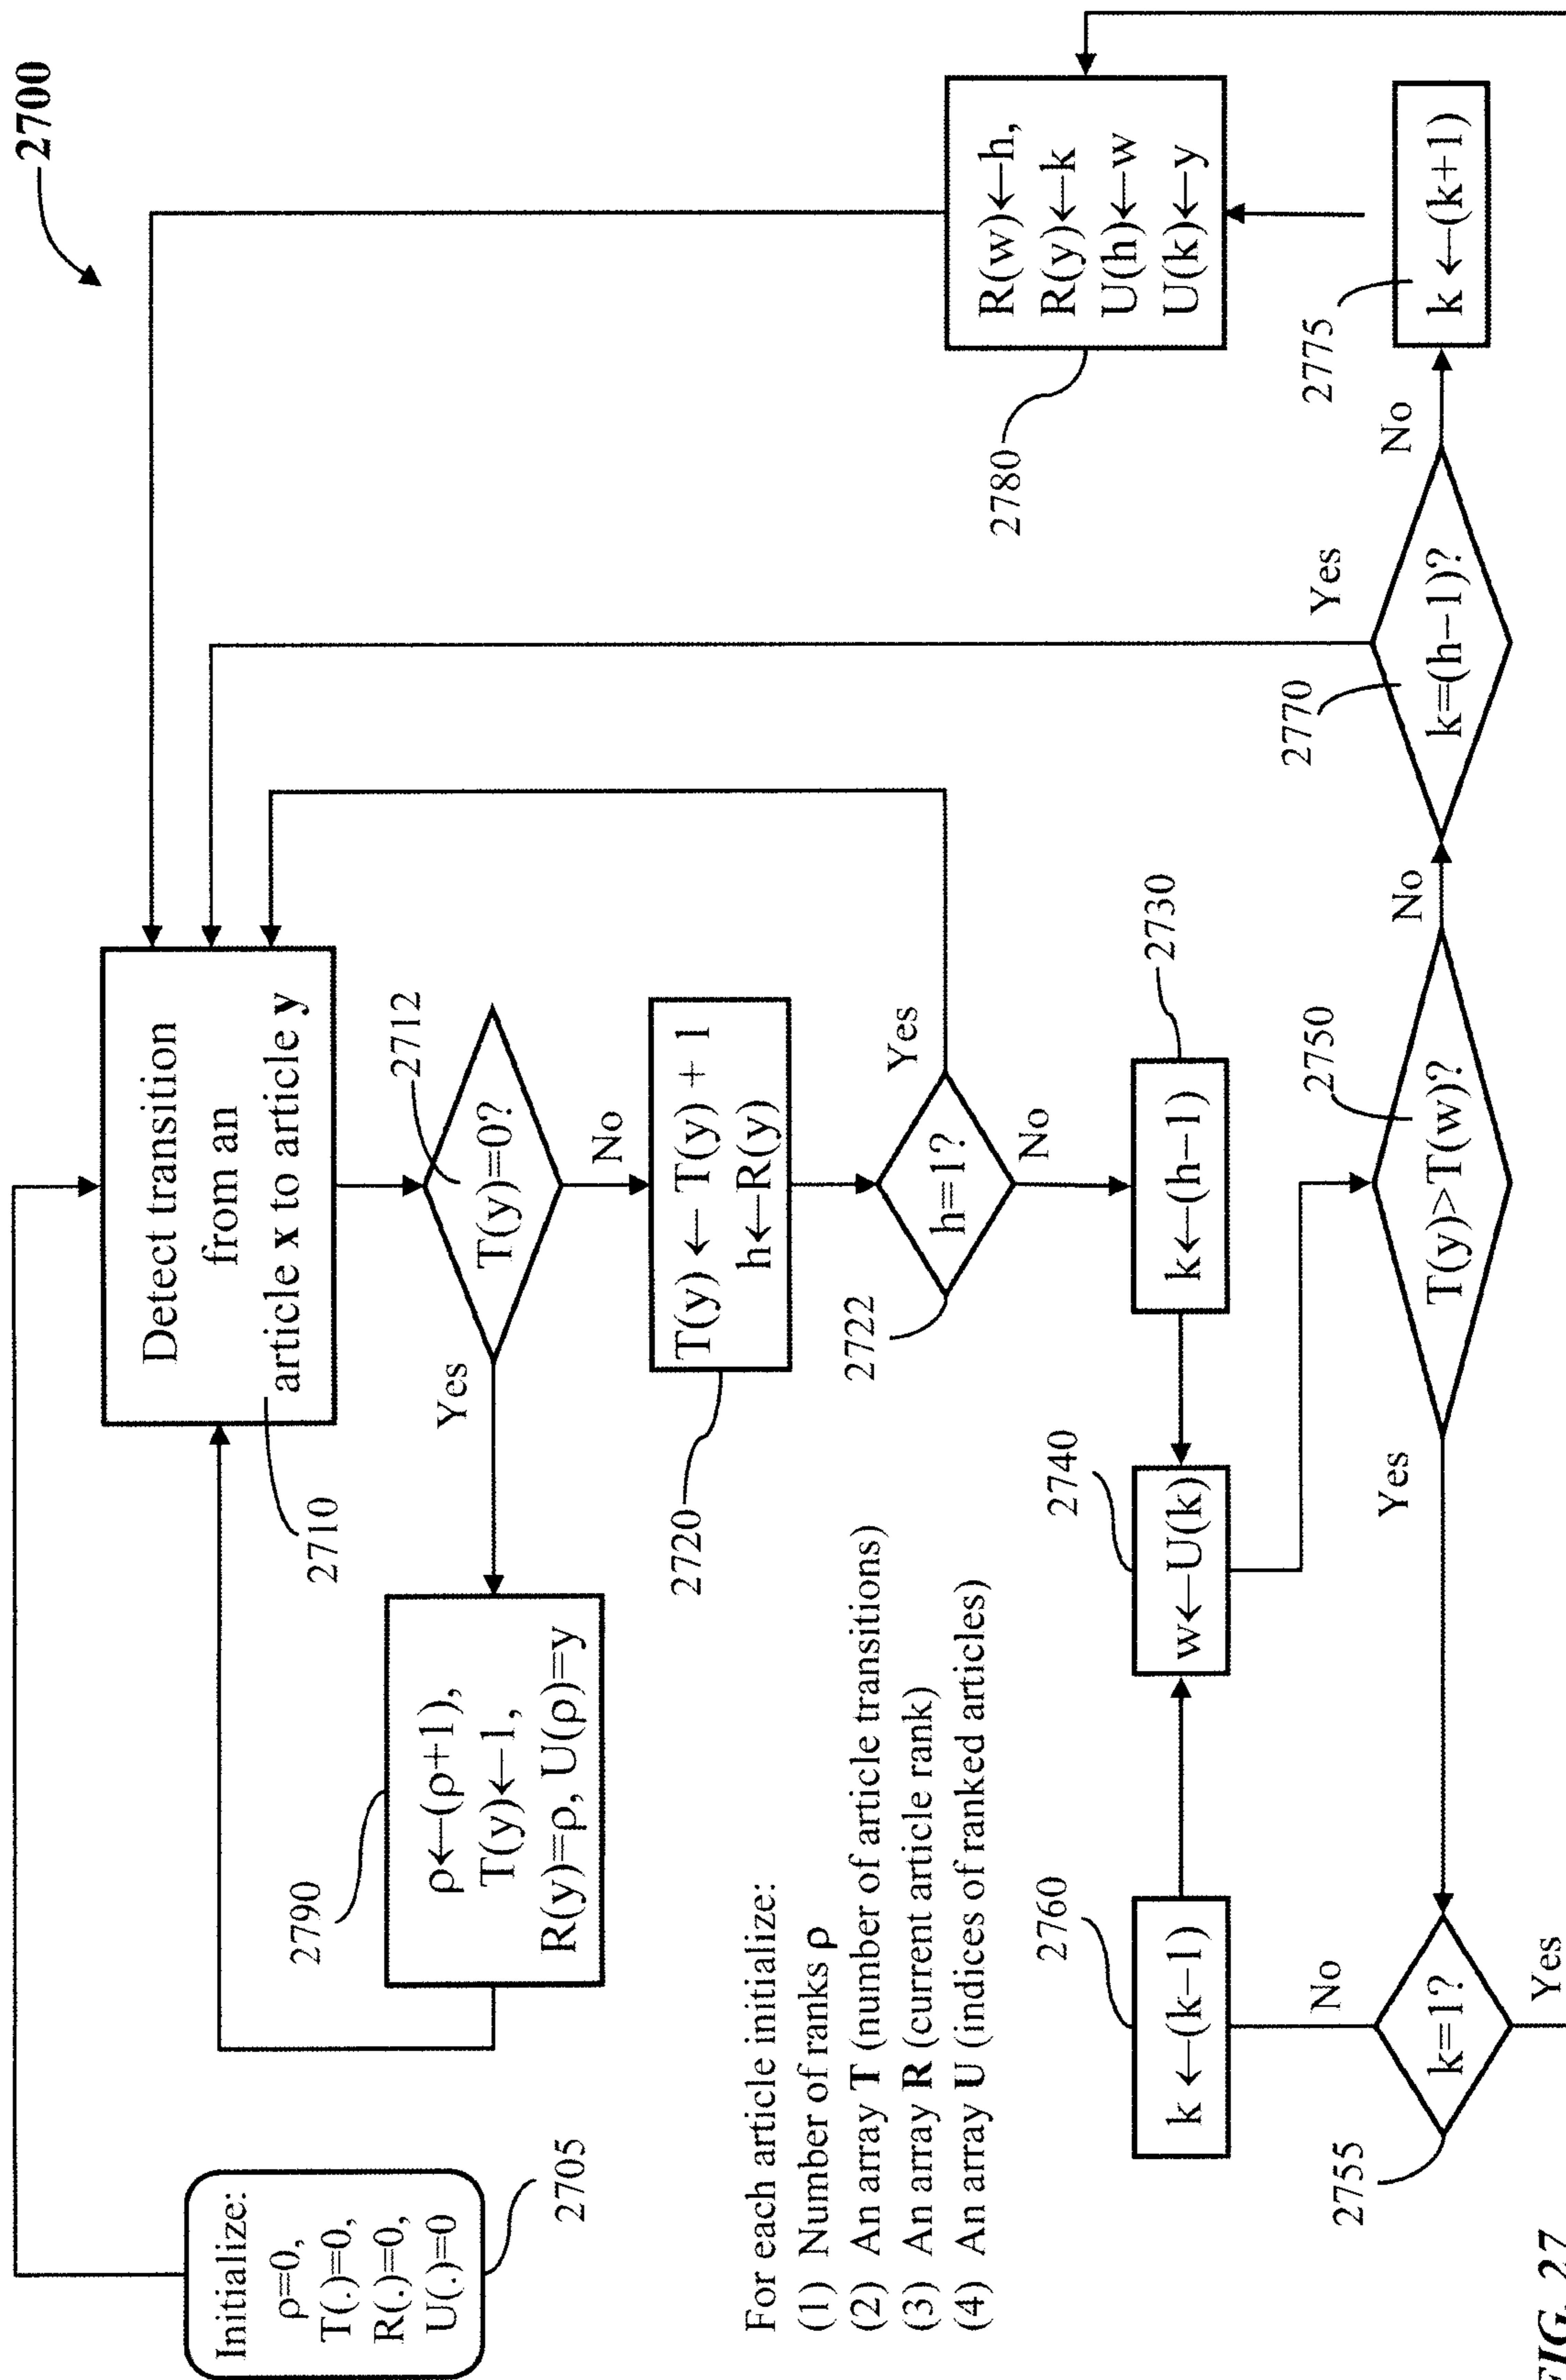 2700
Initialize:
ρ=0,
T(.)=0,
R(.)=0,
U(.)=0
2705
Detect transition
from an
article x to article y
2710
T(y)=0?
2712
Yes
No
ρ←(ρ+1),
T(y)←1,
R(y)=ρ, U(ρ)=y
2790
T(y) ← T(y) + 1
h←R(y)
2720
h=1?
2722
Yes
No
For each article initialize:
(1) Number of ranks ρ
(2) An array T (number of article transitions)
(3) An array R (current article rank)
(4) An array U (indices of ranked articles)
k←(h−1)
2730
w←U(k)
2740
k ←(k−1)
2760
T(y)>T(w)?
2750
Yes
No
k=1?
2755
No
Yes
k=(h−1)?
2770
Yes
No
k ←(k+1)
2775
R(w)←h,
R(y)←k
U(h)←w
U(k)←y
2780
FIG. 27